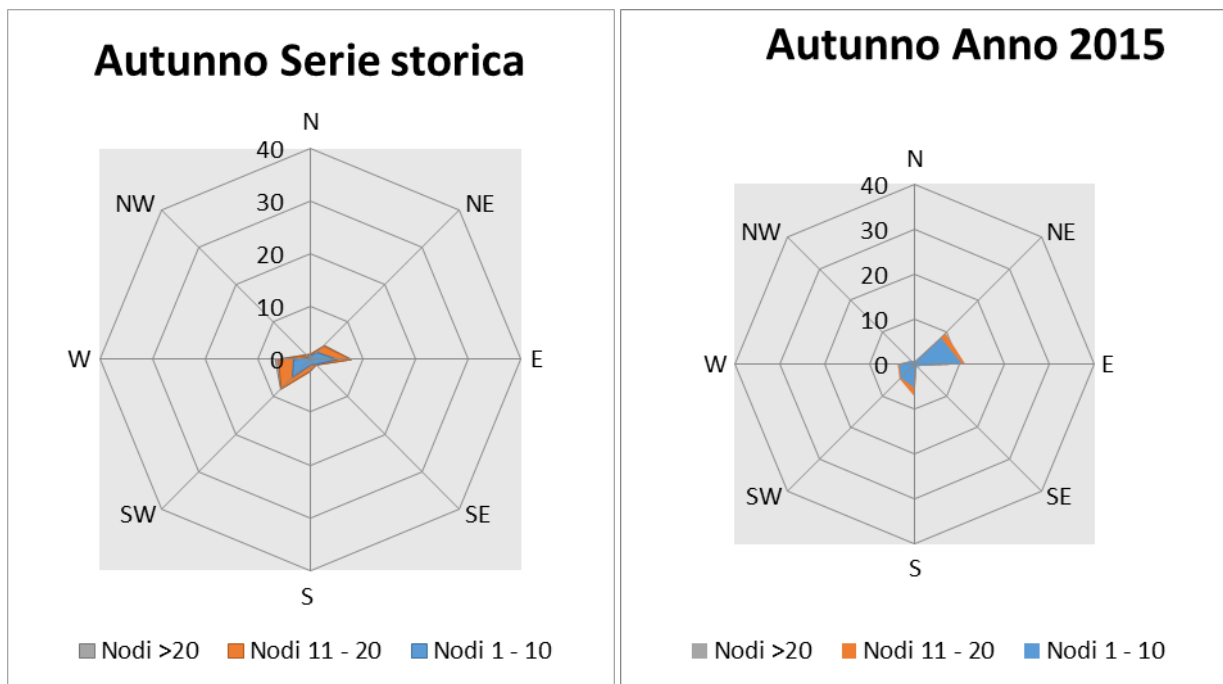 Autunno Serie storica
N
40
NW
30
NE
20
10
W
0
E
SW
SE
S
Nodi >20 Nodi 11 - 20 Nodi 1 - 10
Autunno Anno 2015
N
40
NW
30
NE
20
10
W
0
E
SW
SE
S
Nodi >20 Nodi 11 - 20 Nodi 1 - 10